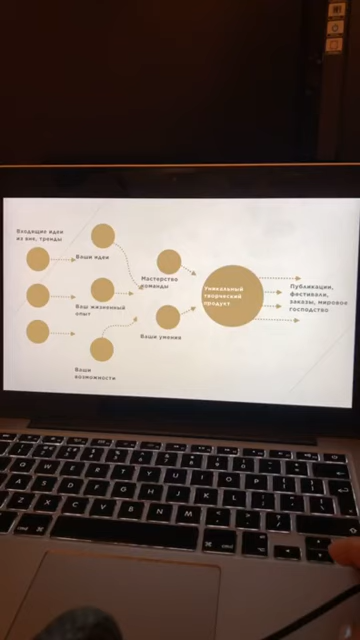 Входящие идеи
из вне, тренды
Ваши идеи
Ваш жизненный
опыт
Ваши
возможности
Мастерство
команды
Ваши умения
Уникальный
творческий
продукт
Публикации,
фестивали,
заказы, мировое
господство
Q W E R T Y U I O P
A S D F G H J K L
Z X C V B N M
cmd